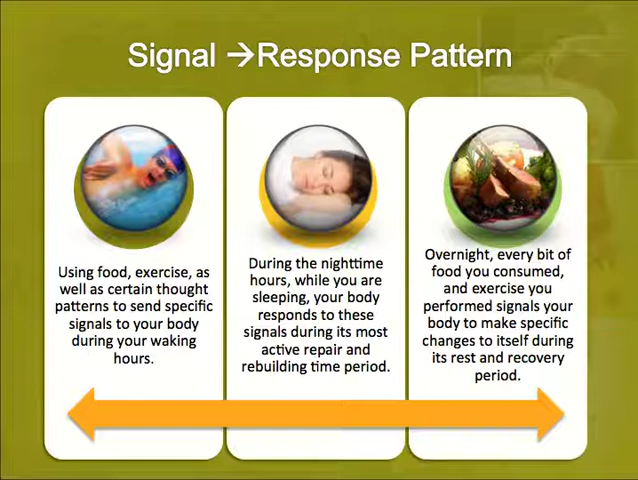 Signal →Response Pattern
Using food, exercise, as
well as certain thought
patterns to send specific
signals to your body
during your waking
hours.
During the nighttime
hours, while you are
sleeping, your body
responds to these
signals during its most
active repair and
rebuilding time period.
Overnight, every bit of
food you consumed,
and exercise you
performed signals your
body to make specific
changes to itself during
its rest and recovery
period.